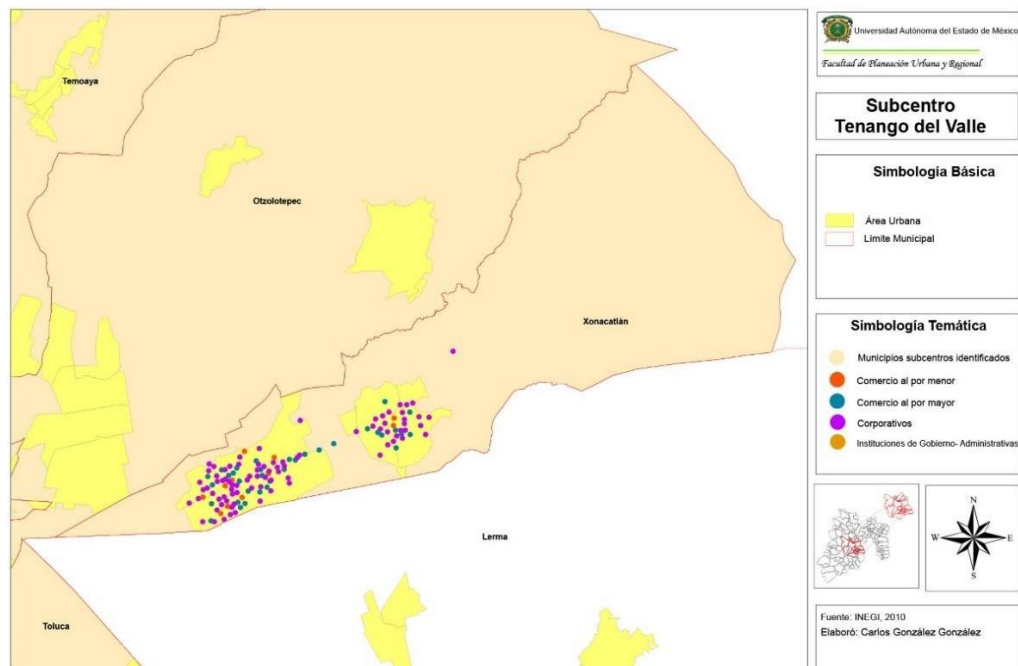 Temoaya
Otzolotepec
Xonacatlán
Lerma
Toluca
Universidad Autónoma del Estado de México
Facultad de Planeación Urbana y Regional
Subcentro
Tenango del Valle
Simbología Básica
Área Urbana
Limite Municipal
Simbología Temática
Municipios subcentros identificados
Comercio al por menor
Comercio al por mayor
Corporativos
Instituciones de Gobierno- Administrativas
N
W
E
S
Fuente: INEGI, 2010
Elaboró: Carlos González González